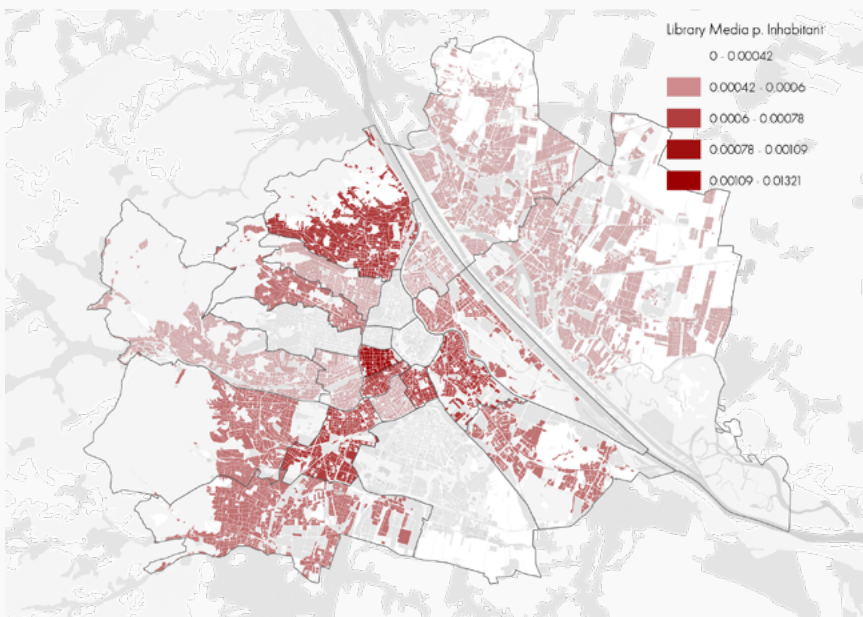 Library Media p. Inhabitant
0 - 0.00042
0.00042 - 0.0006
0.0006 - 0.00078
0.00078 - 0.00109
0.00109 - 0.01321